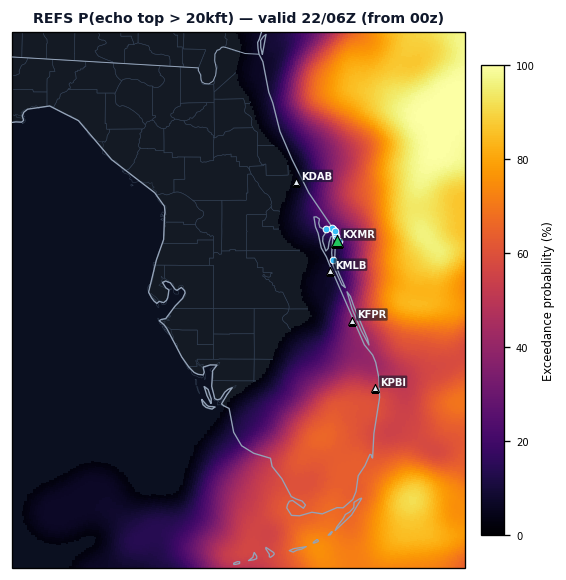 REFS P(echo top > 20kft) — valid 22/06Z (from 00z)
KDAB
KXMR
KMLB
KFPR
KPBI
100
80
60
40
20
0
Exceedance probability (%)